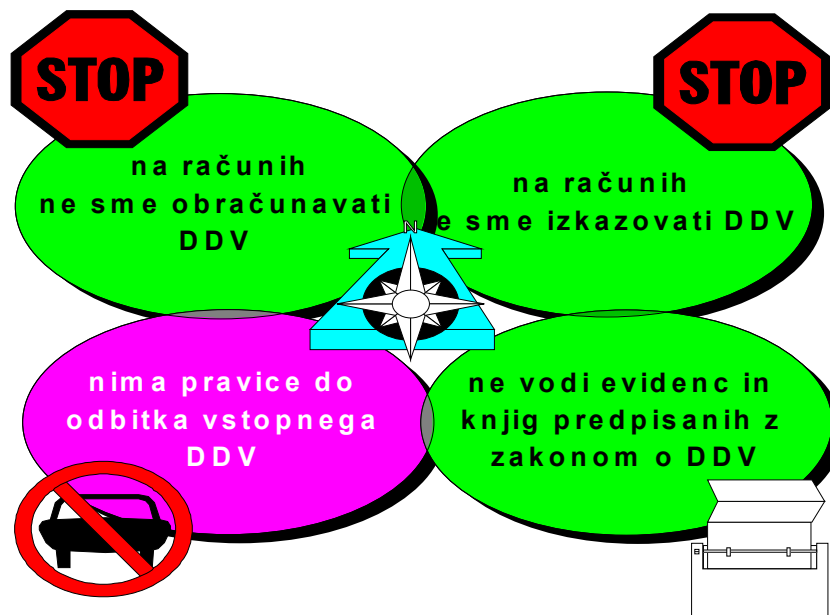 STOP
STOP
na računih
ne sme obračunavati
DDV
na računih
e sme izkazovati DDV
N
nima pravice do
odbitka vstopnega
DDV
ne vodi evidenc in
knjig predpisanih z
zakonom o DDV